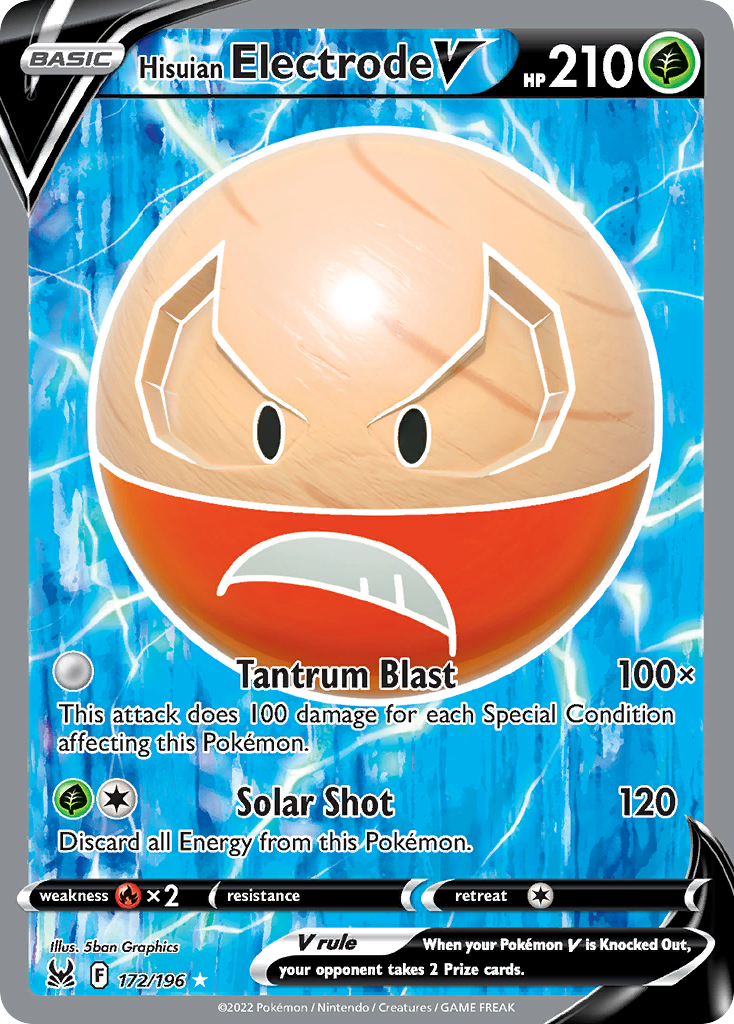 BASIC
Hisuian Electrode V HP 210
Tantrum Blast 100×
This attack does 100 damage for each Special Condition
affecting this Pokémon.
Solar Shot 120
Discard all Energy from this Pokémon.
weakness ×2 resistance retreat
Illus. 5ban Graphics
F 172/196
V rule
When your Pokémon V is Knocked Out,
your opponent takes 2 Prize cards.
©2022 Pokémon / Nintendo / Creatures / GAME FREAK